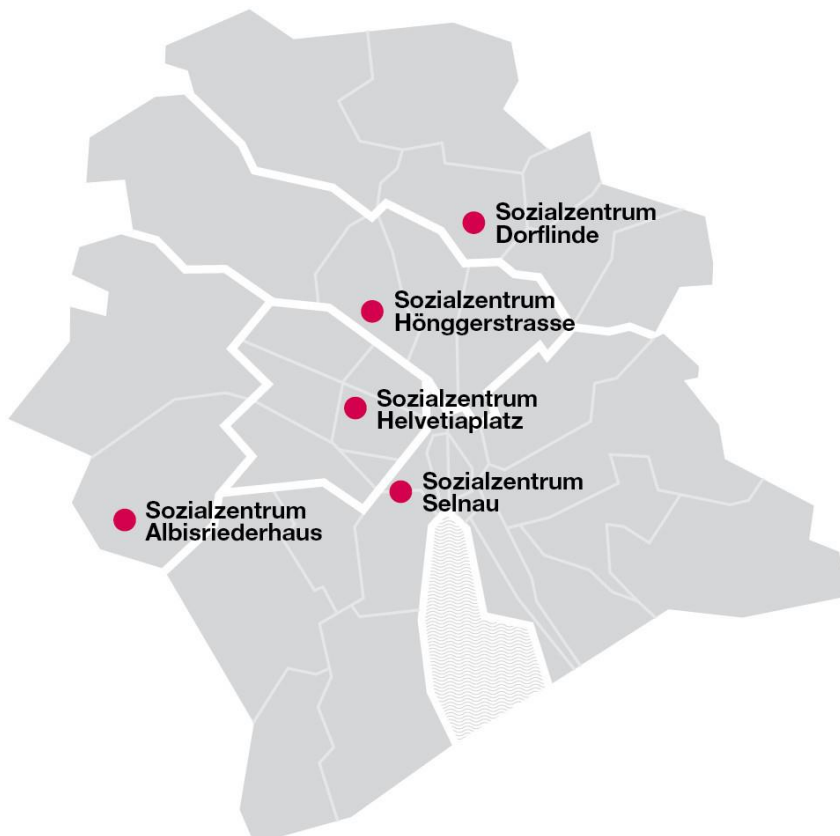 Sozialzentrum
Dorflinde
Sozialzentrum
Hönggerstrasse
Sozialzentrum
Helvetiaplatz
Sozialzentrum
Selnau
Sozialzentrum
Albisriederhaus